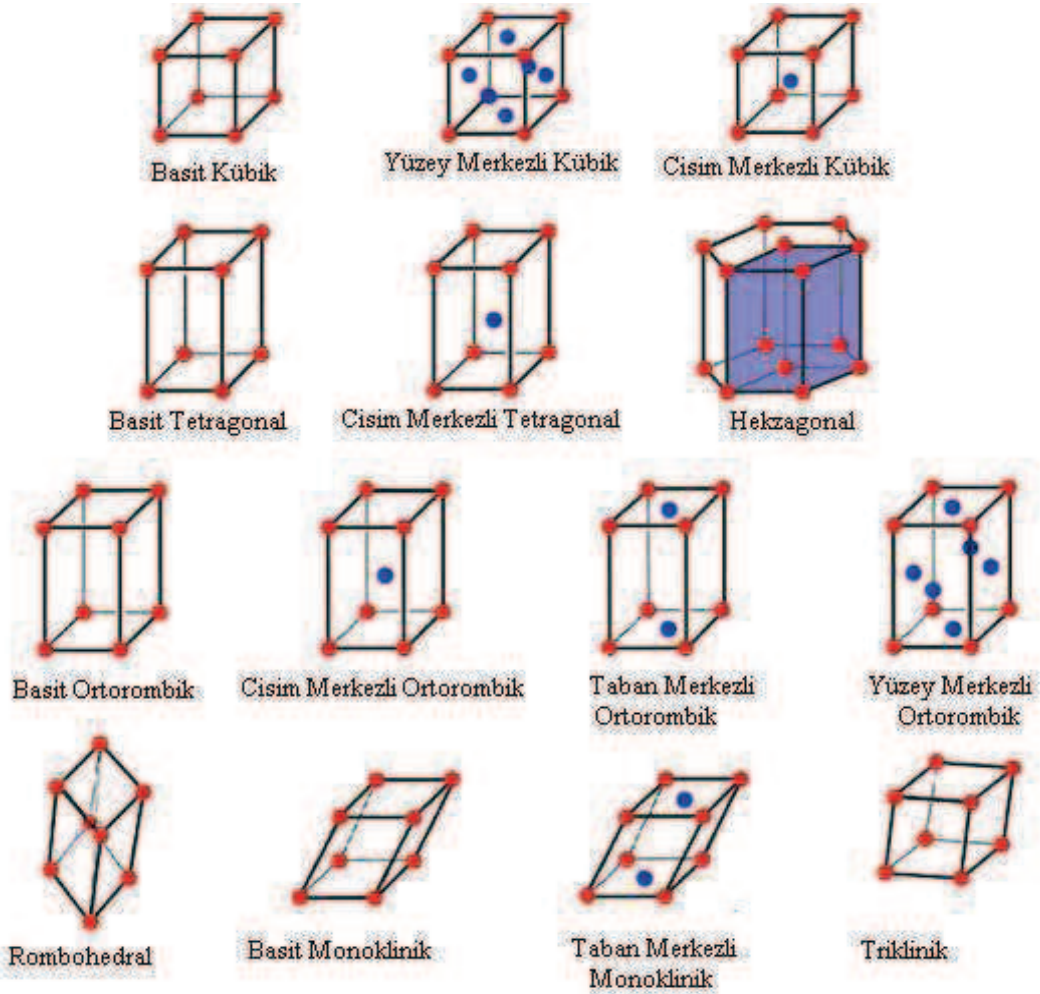 Basit Kübik
Yüzey Merkezli Kübik
Cisim Merkezli Kübik
Basit Tetragonal
Cisim Merkezli Tetragonal
Hekzagonal
Basit Ortorombik
Cisim Merkezli Ortorombik
Taban Merkezli
Ortorombik
Yüzey Merkezli
Ortorombik
Rombohedral
Basit Monoklinik
Taban Merkezli
Monoklinik
Triklinik